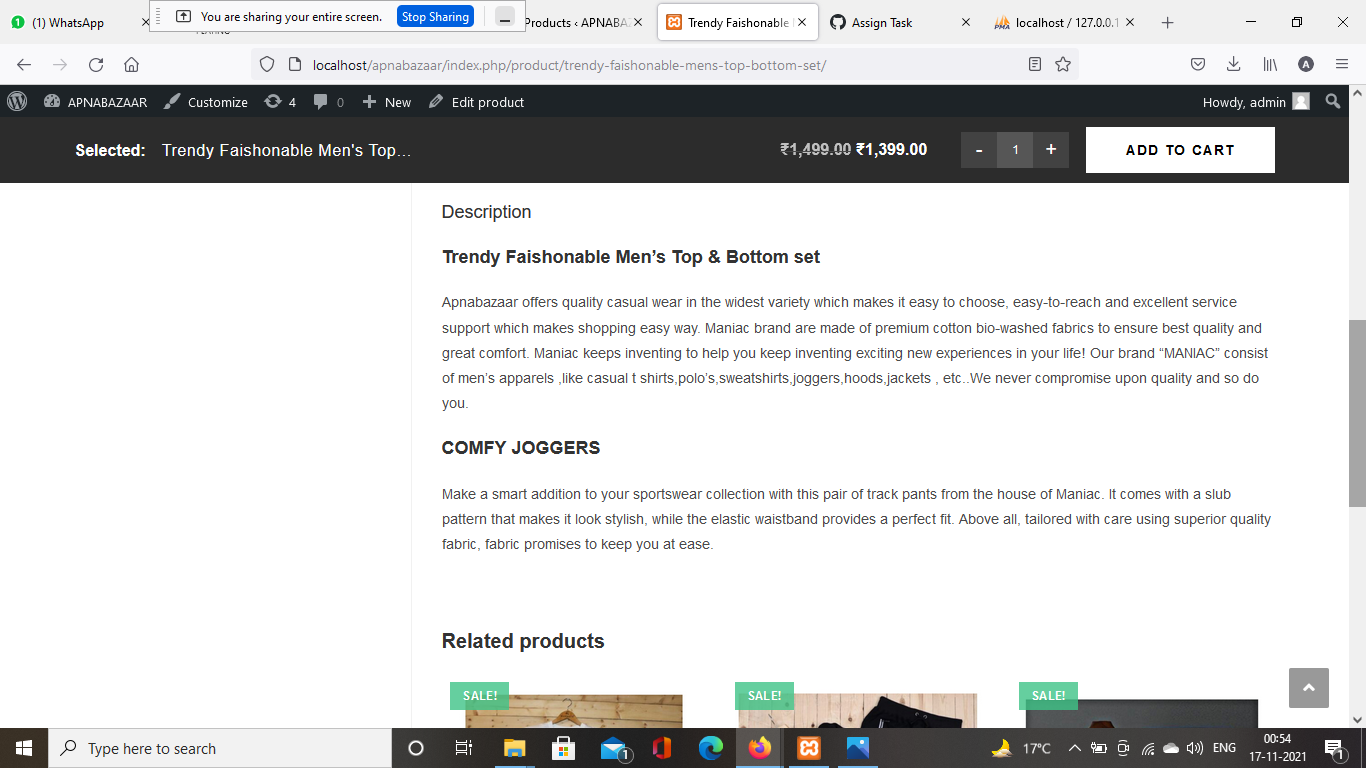 (1) WhatsApp
You are sharing your entire screen.
Stop Sharing
Products ‹ APNABAZ
Trendy Faishonable
Assign Task
localhost / 127.0.0.1
localhost/apnabazaar/index.php/product/trendy-faishonable-mens-top-bottom-set/
A
APNABAZAAR
Customize
4
0
New
Edit product
Howdy, admin
Selected: Trendy Faishonable Men's Top...
₹1,499.00 ₹1,399.00
- 1 +
ADD TO CART
Description
Trendy Faishonable Men’s Top & Bottom set
Apnabazaar offers quality casual wear in the widest variety which makes it easy to choose, easy-to-reach and excellent service
support which makes shopping easy way. Maniac brand are made of premium cotton bio-washed fabrics to ensure best quality and
great comfort. Maniac keeps inventing to help you keep inventing exciting new experiences in your life! Our brand “MANIAC” consist
of men’s apparels ,like casual t shirts,polo’s,sweatshirts,joggers,hoods,jackets , etc..We never compromise upon quality and so do
you.
COMFY JOGGERS
Make a smart addition to your sportswear collection with this pair of track pants from the house of Maniac. It comes with a slub
pattern that makes it look stylish, while the elastic waistband provides a perfect fit. Above all, tailored with care using superior quality
fabric, fabric promises to keep you at ease.
Related products
SALE!
SALE!
SALE!
Type here to search
1
17°C
ENG
00:54
17-11-2021
1